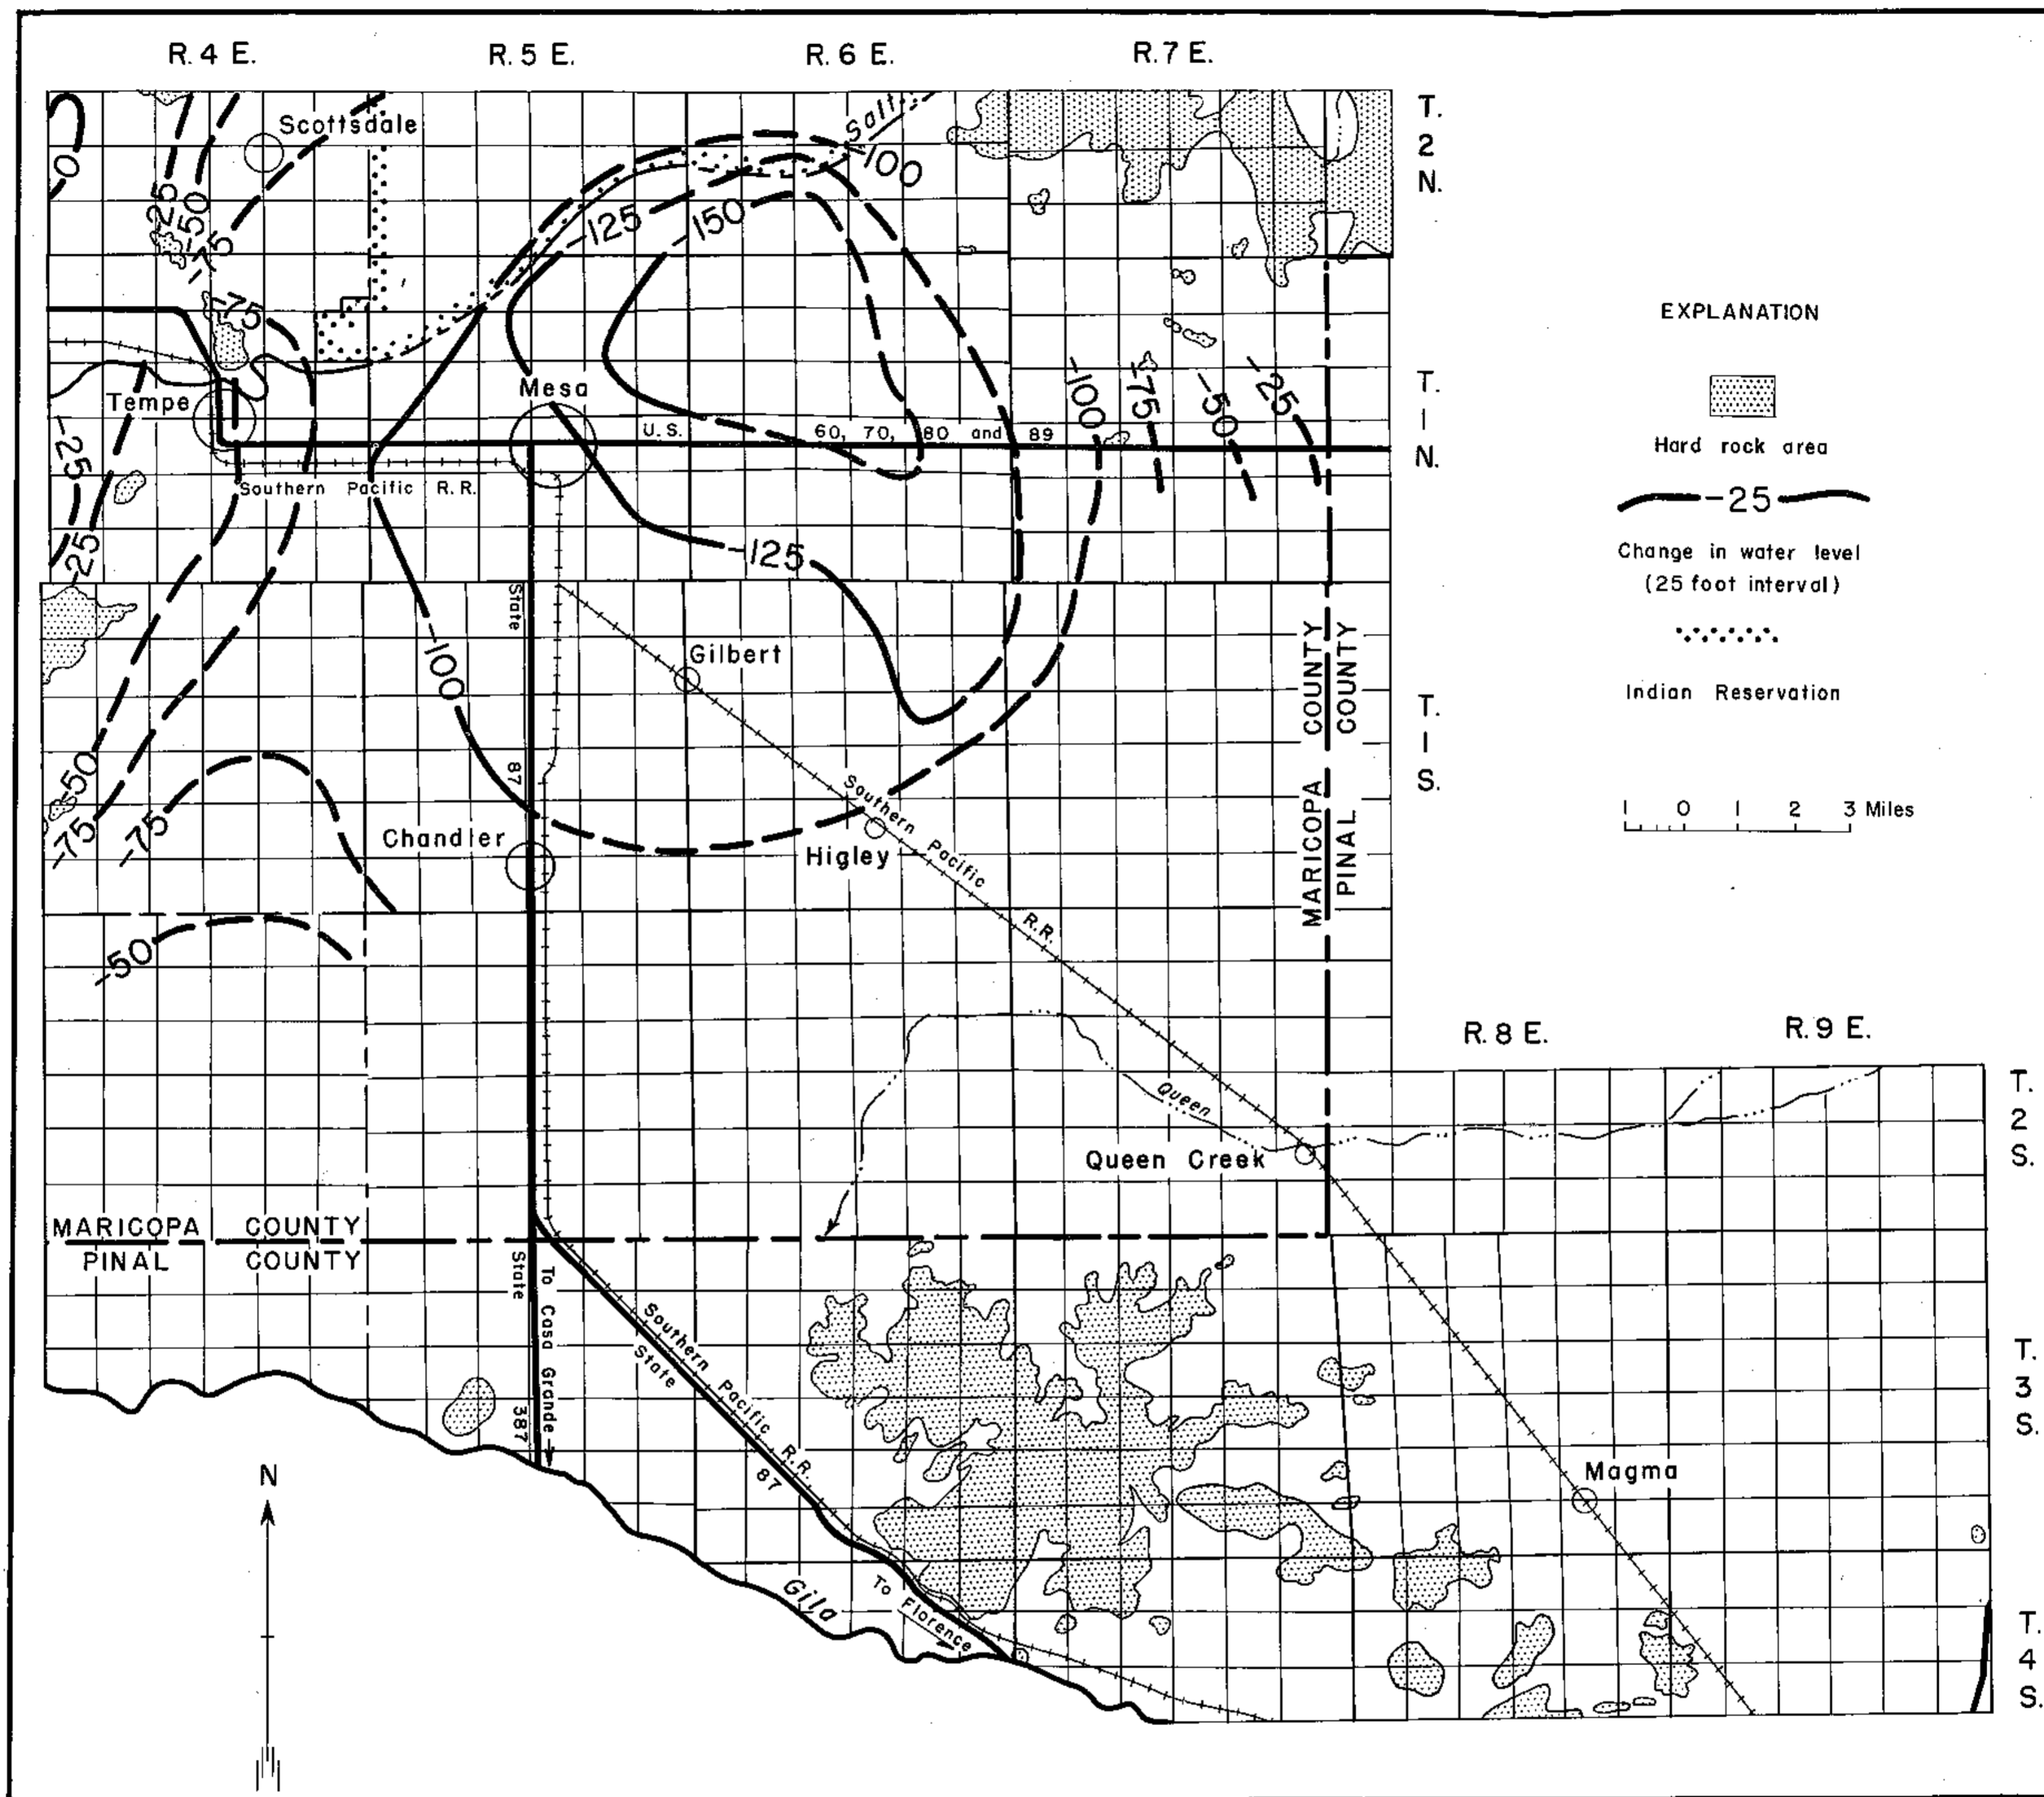 R. 4 E.
R. 5 E.
R. 6 E.
R. 7 E.
T.
2
N.
Scottsdale
Salt
0
-25
-50
-75
-100
-125
-150
-75
EXPLANATION
Hard rock area
-25
Change in water level
(25 foot interval)
Indian Reservation
1 0 1 2 3 Miles
T.
1
N.
Mesa
Tempe
U. S. 60, 70, 80 and 89
-100
-75
-50
-25
Southern Pacific R. R.
-25
-25
-125
State
87
Gilbert
-100
MARICOPA COUNTY
PINAL COUNTY
T.
1
S.
-50
-75
-75
Chandler
Higley
Southern Pacific R.R.
-50
R. 8 E.
R. 9 E.
Queen
Queen Creek
T.
2
S.
MARICOPA COUNTY
PINAL COUNTY
State
387
To Casa Grande
Southern Pacific R.R.
State
87
T.
3
S.
Magma
N
Gila
To Florence
T.
4
S.